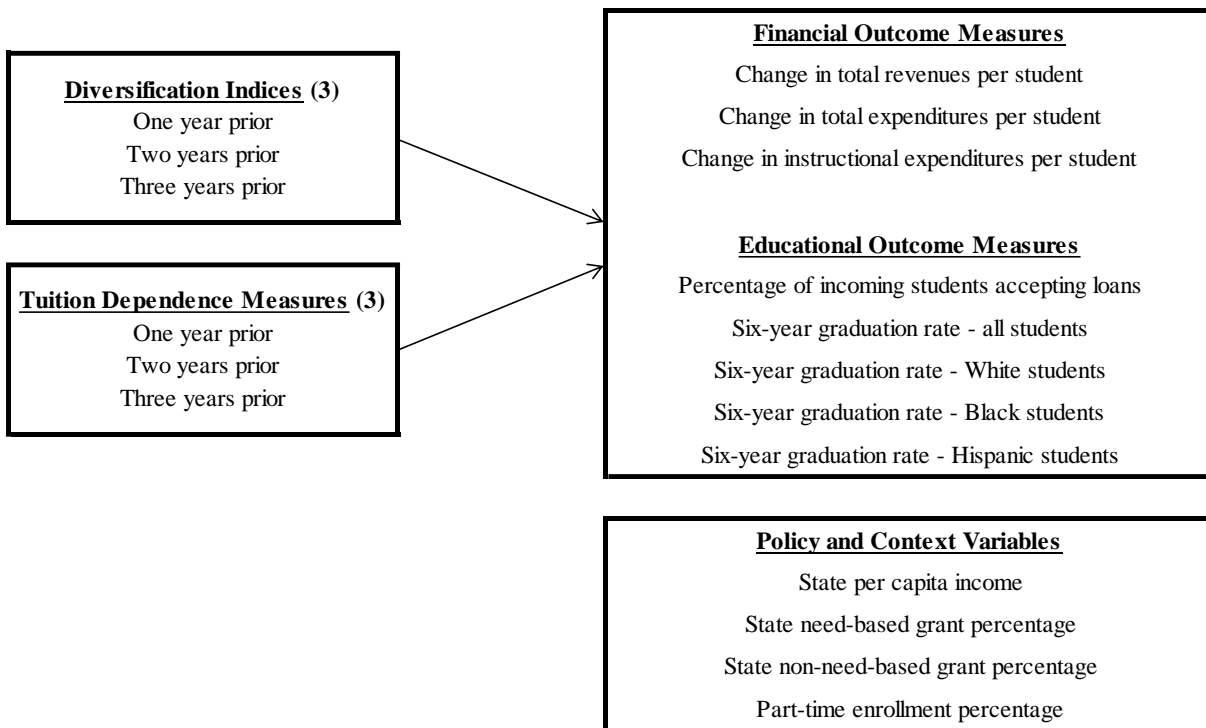 Diversification Indices (3)
One year prior
Two years prior
Three years prior
Tuition Dependence Measures (3)
One year prior
Two years prior
Three years prior
Financial Outcome Measures
Change in total revenues per student
Change in total expenditures per student
Change in instructional expenditures per student
Educational Outcome Measures
Percentage of incoming students accepting loans
Six-year graduation rate - all students
Six-year graduation rate - White students
Six-year graduation rate - Black students
Six-year graduation rate - Hispanic students
Policy and Context Variables
State per capita income
State need-based grant percentage
State non-need-based grant percentage
Part-time enrollment percentage